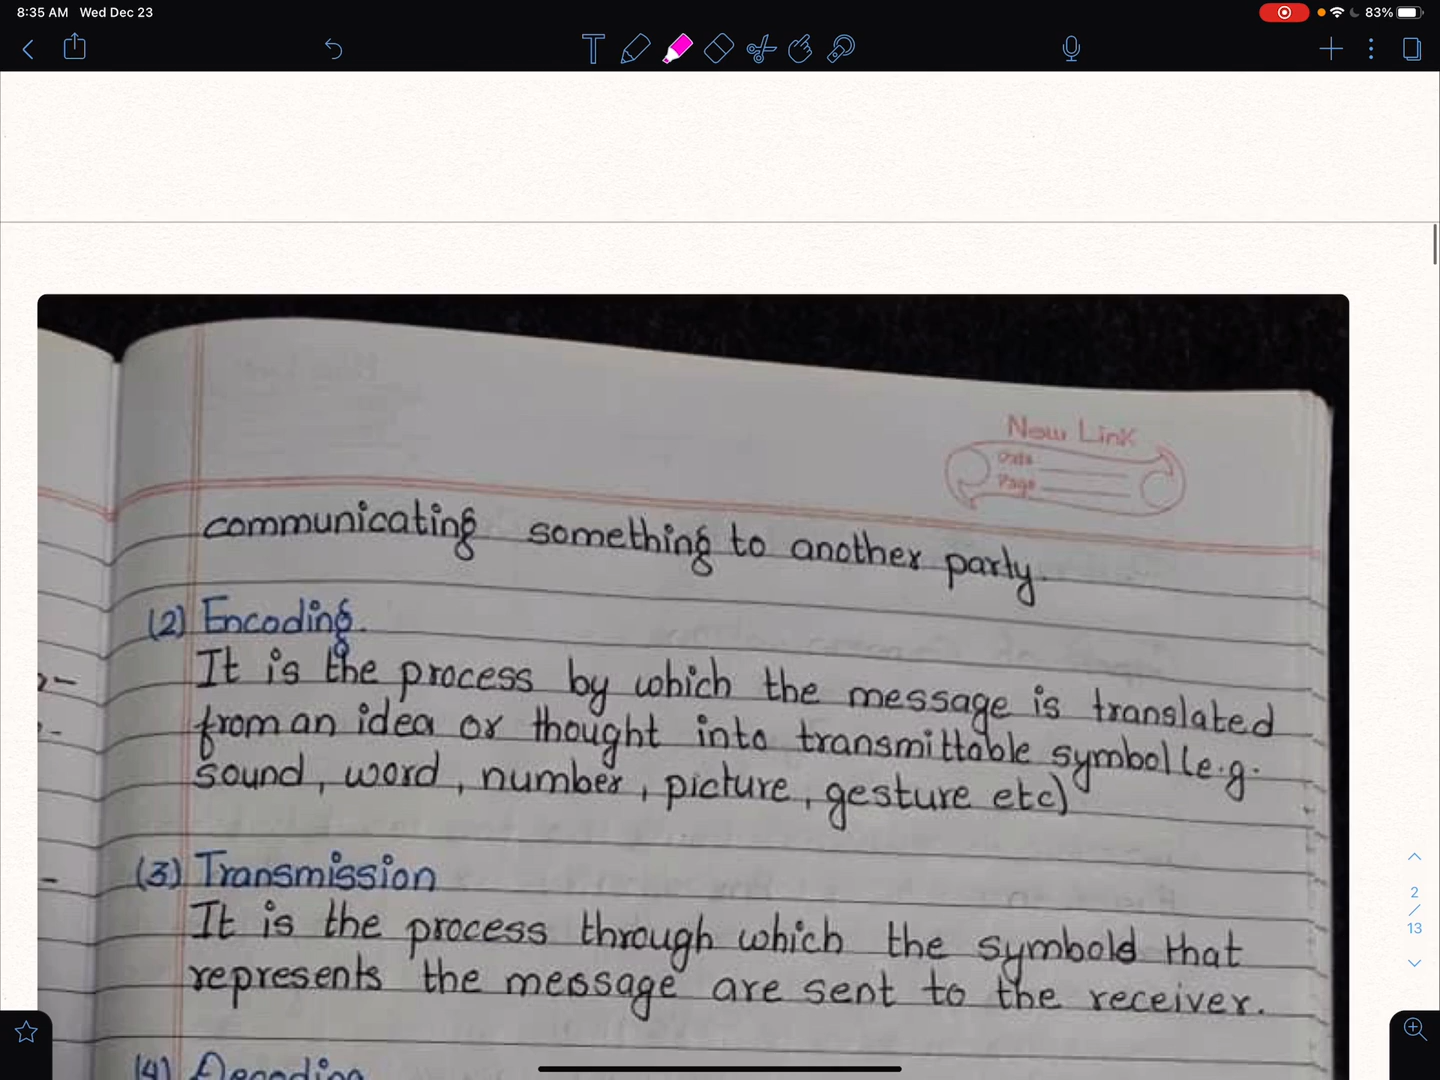 8:35 AM Wed Dec 23
83%
New Link
Date
Page
communicating something to another party.
(2) Encoding.
It is the process by which the message is translated
from an idea or thought into transmittable symbol (e.g.
sound, word, number, picture, gesture etc)
(3) Transmission
It is the process through which the symbold that
represents the message are sent to the receiver.
(4) Decoding
2
/
13